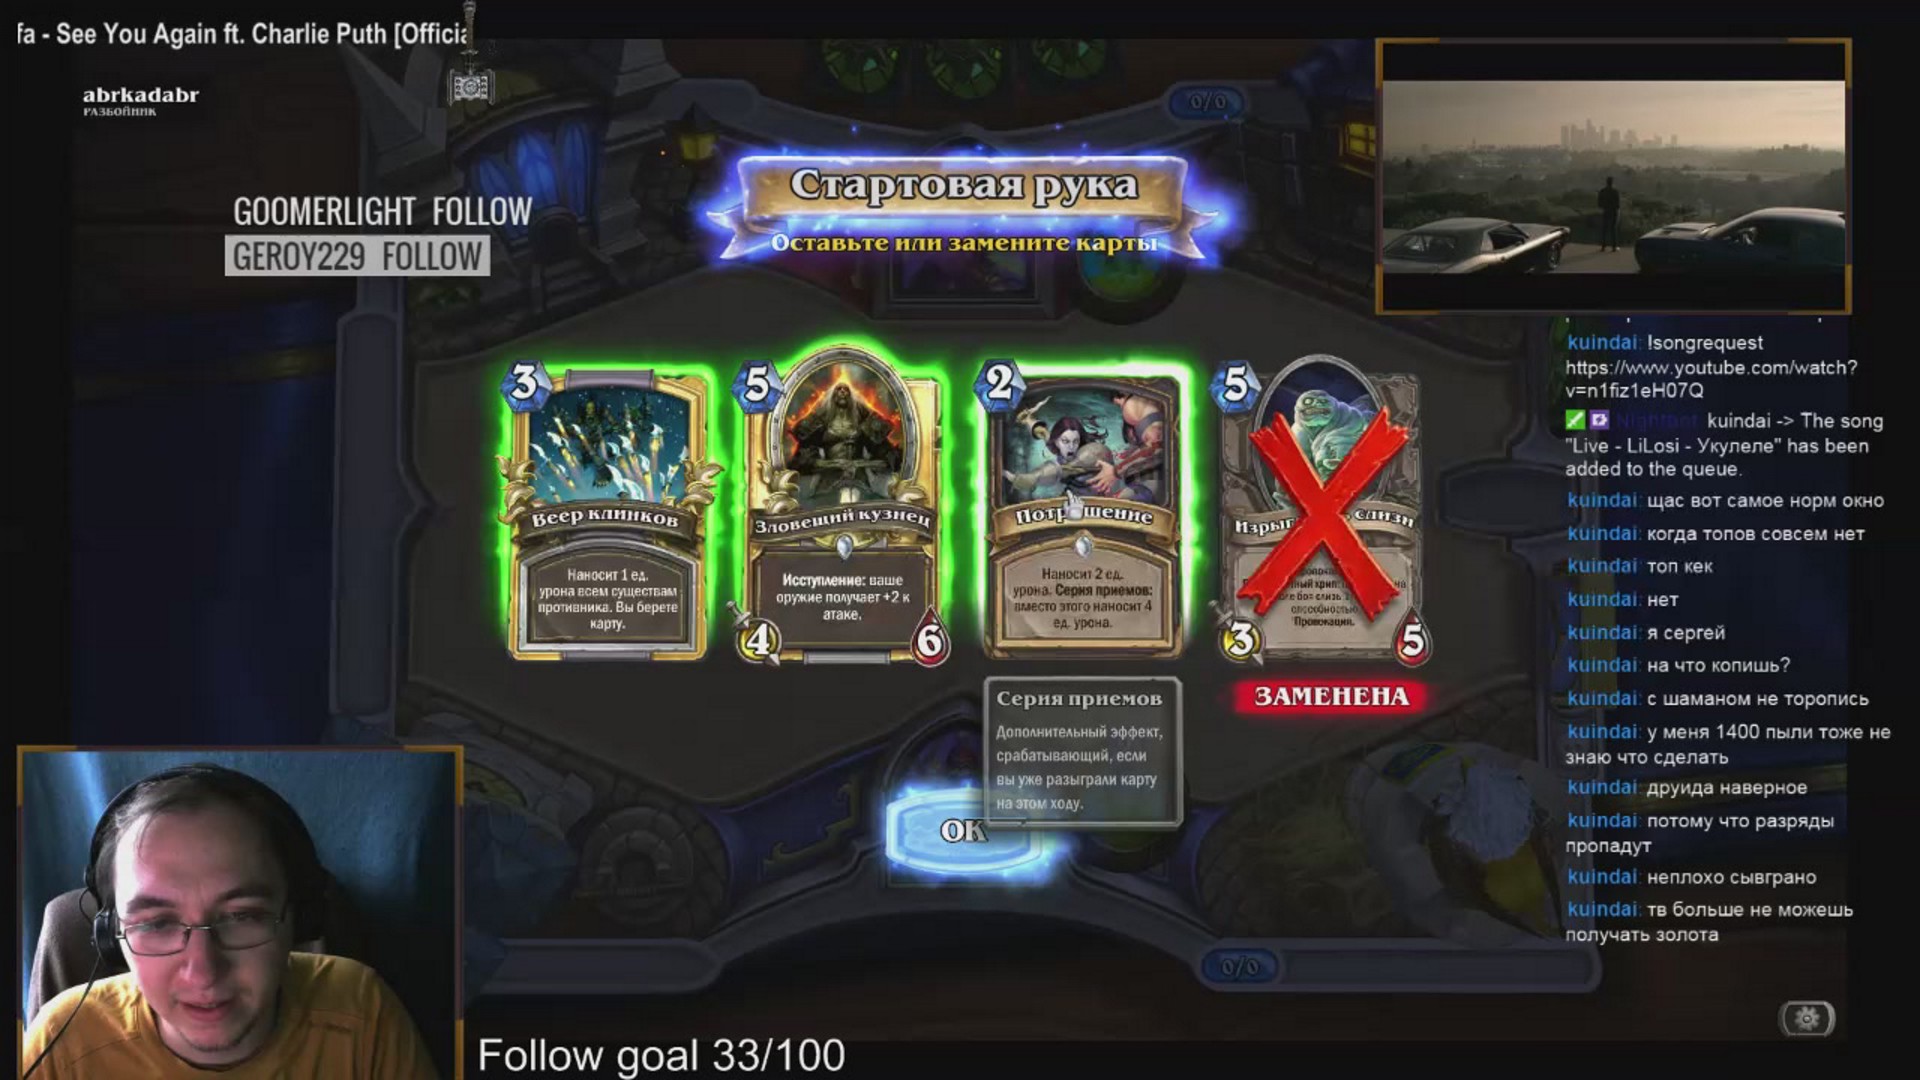 fa - See You Again ft. Charlie Puth [Officia
abrkadabr
РАЗБОЙНИК
GOOMERLIGHT FOLLOW
GEROY229 FOLLOW
0/0
Стартовая рука
Оставьте или замените карты
3
Веер клинков
Наносит 1 ед.
урона всем существам
противника. Вы берете
карту.
5
Зловещий кузнец
Исступление: ваше
оружие получает +2 к
атаке.
4
6
2
Наносит 2 ед.
урона. Серия приемов:
вместо этого наносит 4
ед. урона.
5
слизи
способностью
Провокация.
3
5
ЗАМЕНЕНА
Серия приемов
Дополнительный эффект,
срабатывающий, если
вы уже разыграли карту
на этом ходу.
ОК
0/0
kuindai: !songrequest
https://www.youtube.com/watch?
v=n1fiz1eH07Q
Nightbot kuindai -> The song
"Live - LiLosi - Укулеле" has been
added to the queue.
kuindai: щас вот самое норм окно
kuindai: когда топов совсем нет
kuindai: топ кек
kuindai: нет
kuindai: я сергей
kuindai: на что копишь?
kuindai: с шаманом не торопись
kuindai: у меня 1400 пыли тоже не
знаю что сделать
kuindai: друида наверное
kuindai: потому что разряды
пропадут
kuindai: неплохо сывграно
kuindai: тв больше не можешь
получать золота
Follow goal 33/100